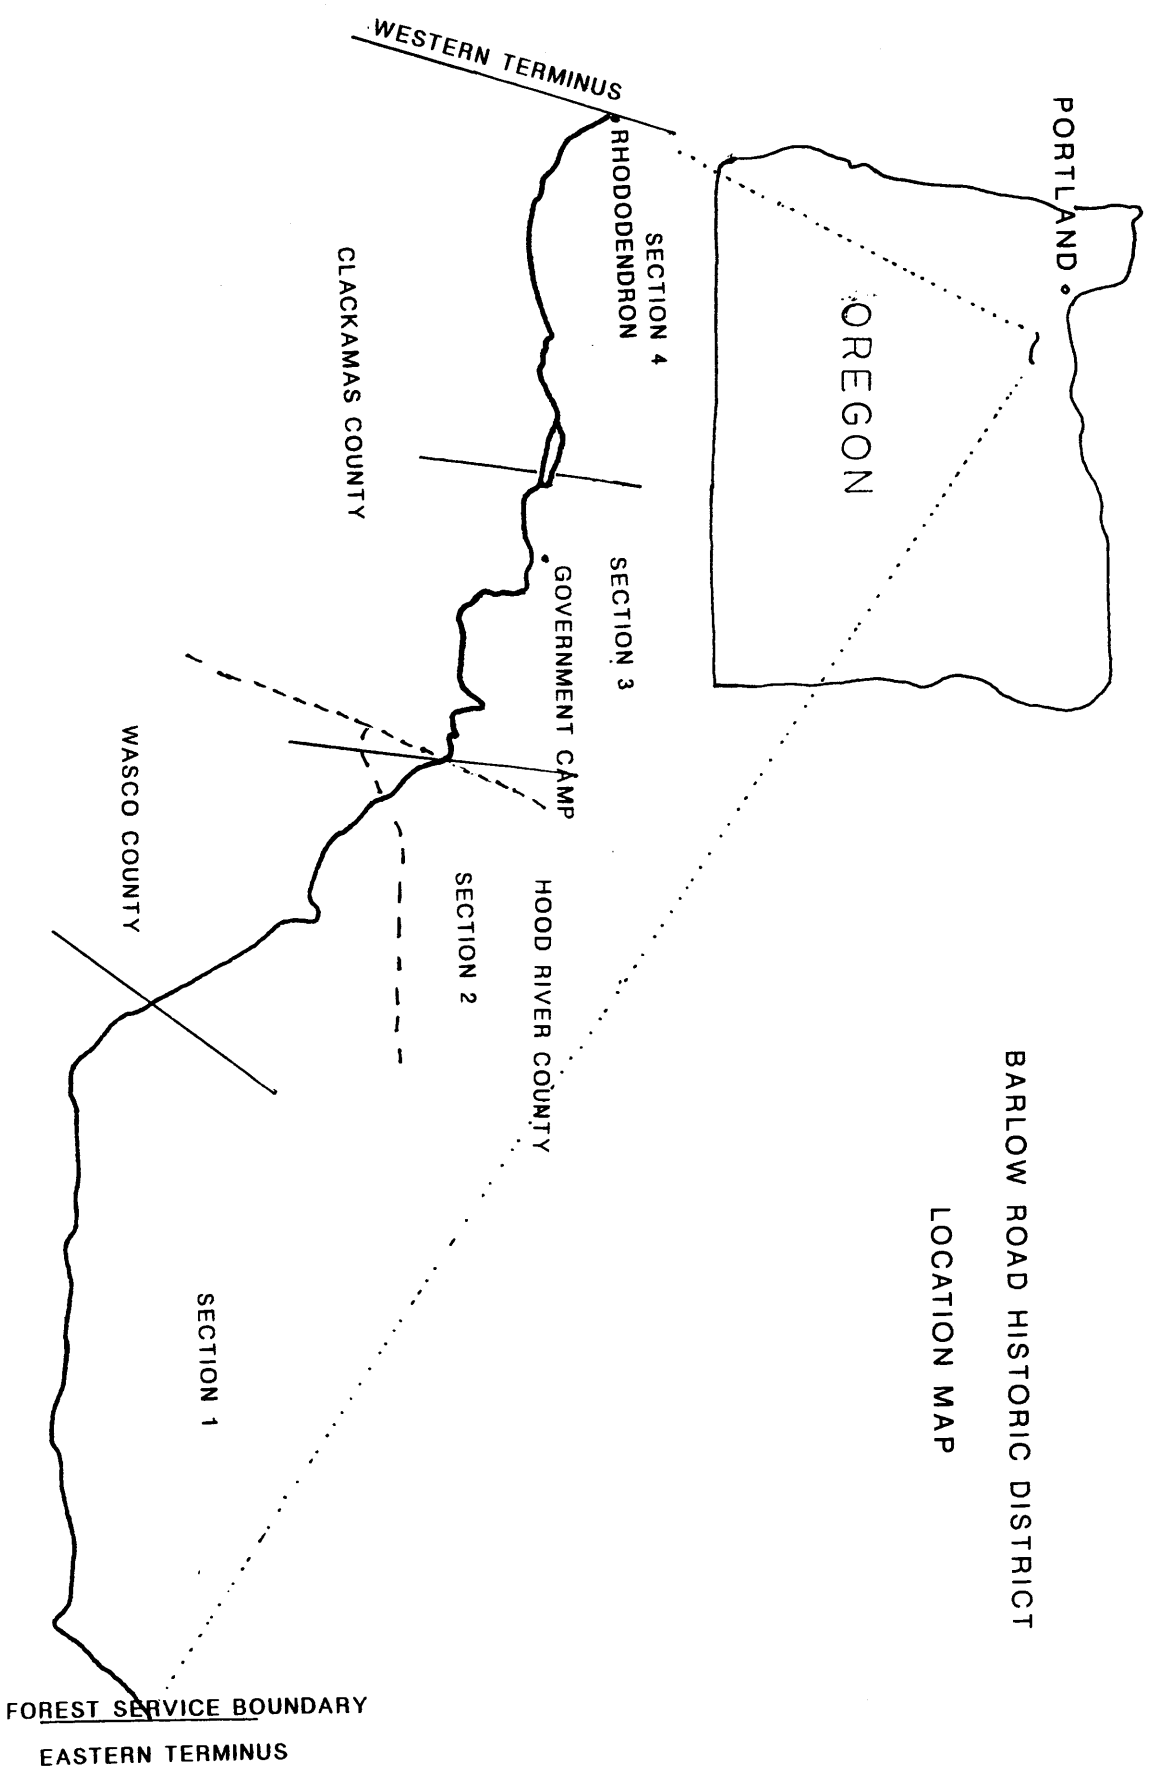 BARLOW ROAD HISTORIC DISTRICT
LOCATION MAP
PORTLAND
OREGON
WESTERN TERMINUS
RHODODENDRON
SECTION 4
CLACKAMAS COUNTY
SECTION 3
GOVERNMENT CAMP
WASCO COUNTY
SECTION 2
HOOD RIVER COUNTY
SECTION 1
FOREST SERVICE BOUNDARY
EASTERN TERMINUS